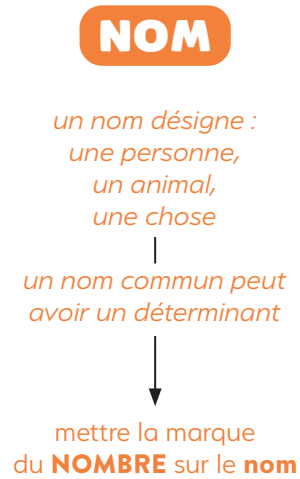 NOM
un nom désigne :
une personne,
un animal,
une chose
un nom commun peut
avoir un déterminant
mettre la marque
du NOMBRE sur le nom